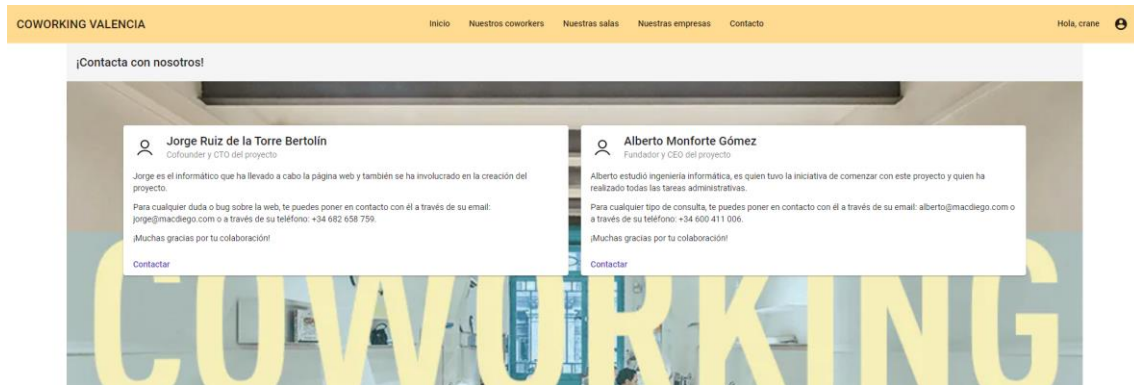 COWORKING VALENCIA
Inicio Nuestros coworkers Nuestras salas Nuestras empresas Contacto
Hola, crane
¡Contacta con nosotros!
Jorge Ruiz de la Torre Bertolín
Cofounder y CTO del proyecto
Jorge es el informático que ha llevado a cabo la página web y también se ha involucrado en la creación del
proyecto.
Para cualquier duda o bug sobre la web, te puedes poner en contacto con él a través de su email:
jorge@macdiego.com o a través de su teléfono: +34 682 658 759.
¡Muchas gracias por tu colaboración!
Contactar
Alberto Monforte Gómez
Fundador y CEO del proyecto
Alberto estudió ingeniería informática, es quien tuvo la iniciativa de comenzar con este proyecto y quien ha
realizado todas las tareas administrativas.
Para cualquier tipo de consulta, te puedes poner en contacto con él a través de su email: alberto@macdiego.com o
a través de su teléfono: +34 600 411 006.
¡Muchas gracias por tu colaboración!
Contactar
COWORKING